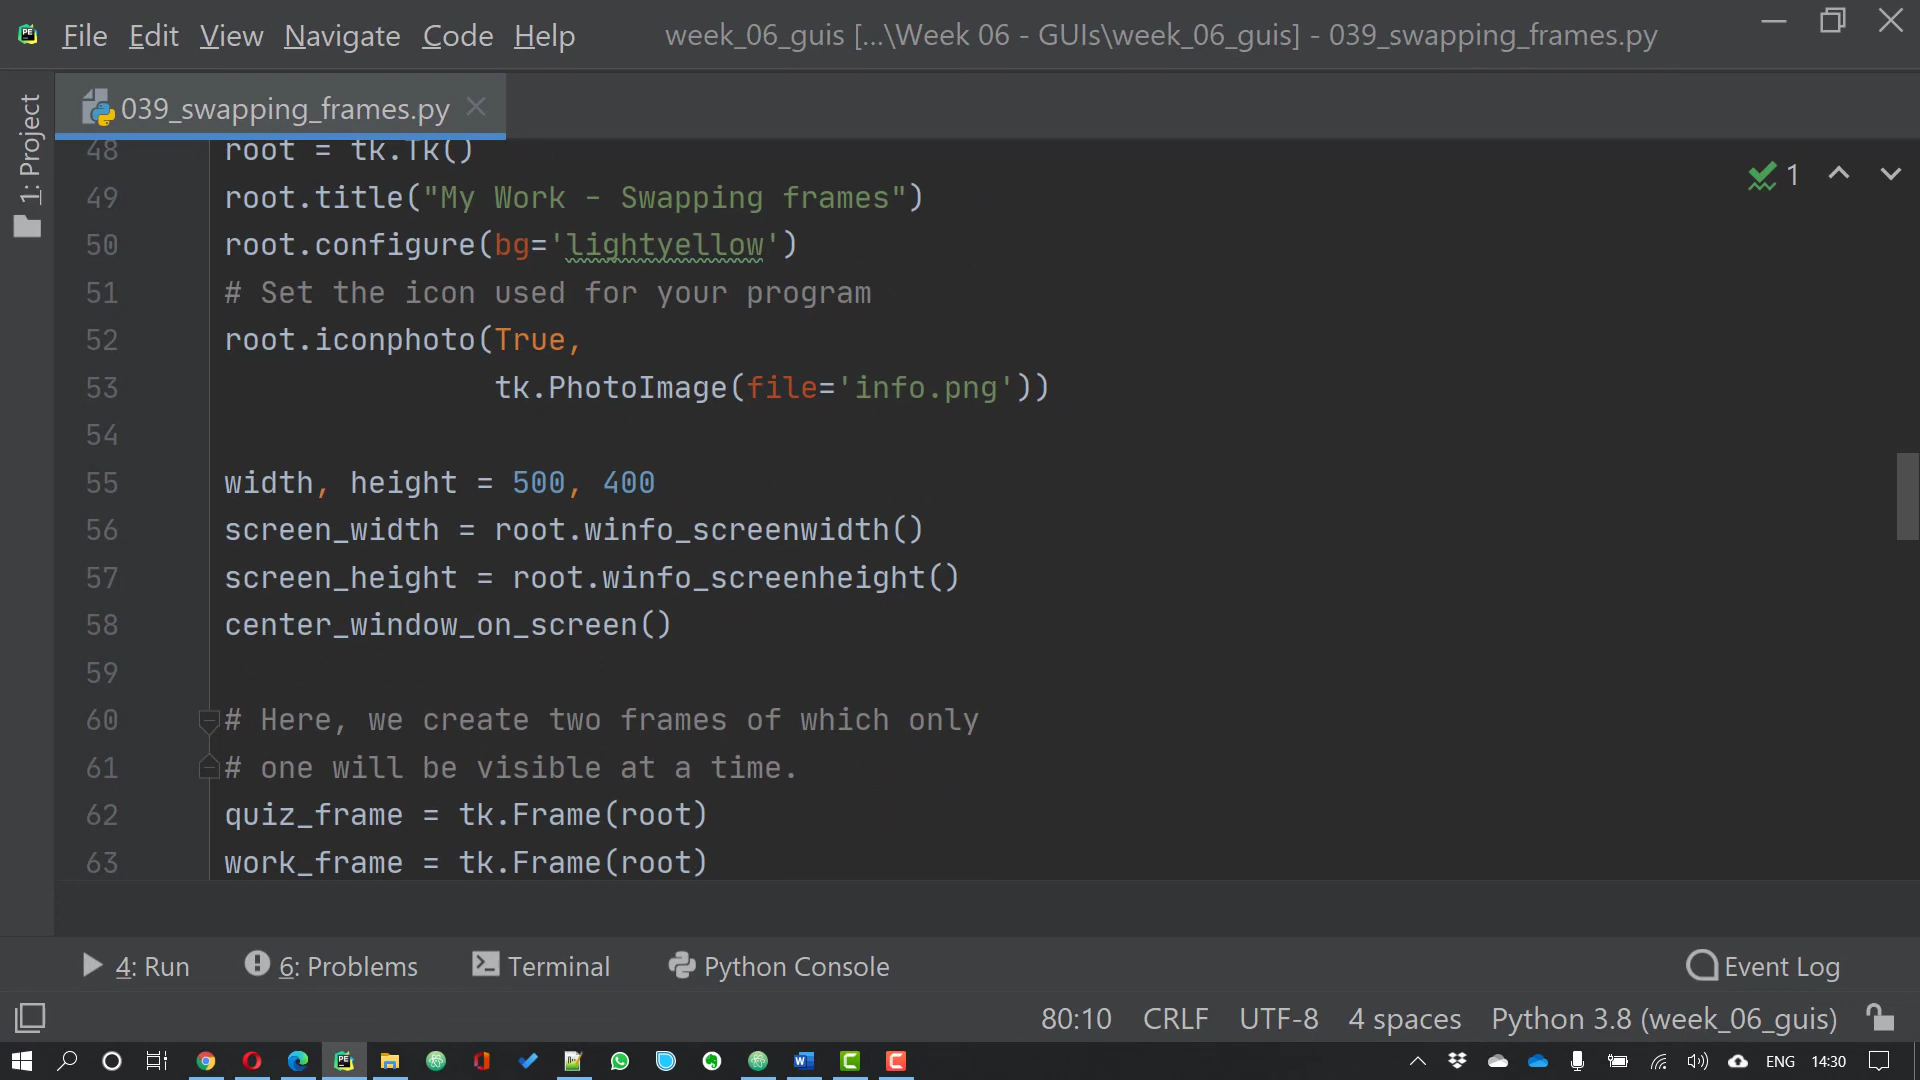 File Edit View Navigate Code Help week_06_guis [...\Week 06 - GUIs\week_06_guis] - 039_swapping_frames.py
039_swapping_frames.py
1: Project
1
48 root = tk.Tk()
49 root.title("My Work - Swapping frames")
50 root.configure(bg='lightyellow')
51 # Set the icon used for your program
52 root.iconphoto(True,
53 tk.PhotoImage(file='info.png'))
54
55 width, height = 500, 400
56 screen_width = root.winfo_screenwidth()
57 screen_height = root.winfo_screenheight()
58 center_window_on_screen()
59
60 # Here, we create two frames of which only
61 # one will be visible at a time.
62 quiz_frame = tk.Frame(root)
63 work_frame = tk.Frame(root)
4: Run 6: Problems Terminal Python Console Event Log
80:10 CRLF UTF-8 4 spaces Python 3.8 (week_06_guis)
ENG 14:30